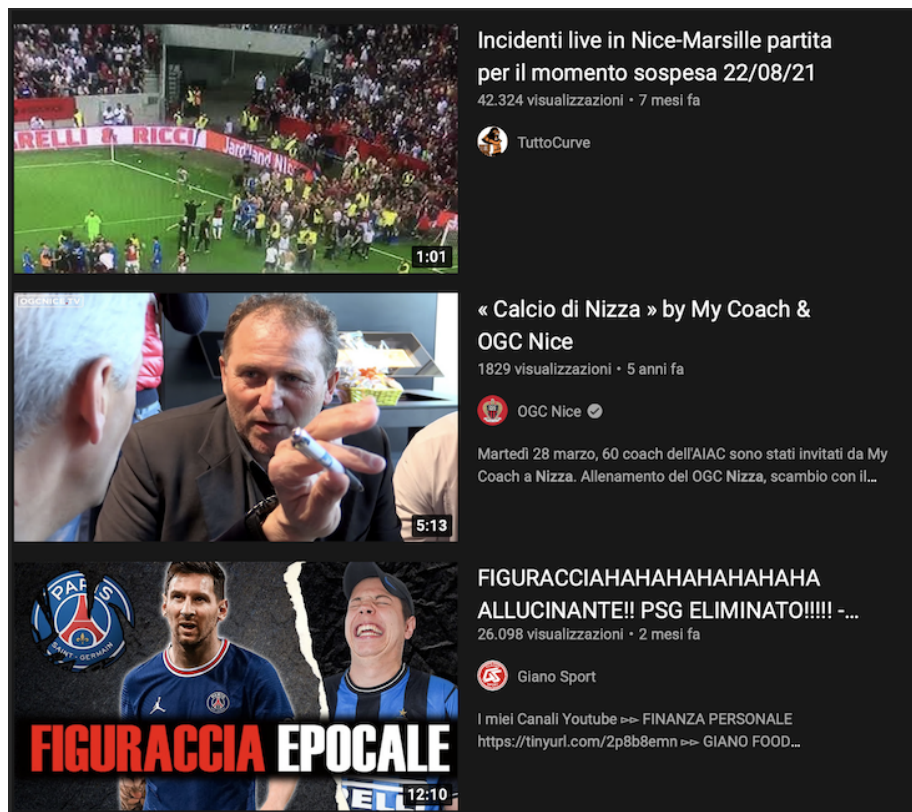 Incidenti live in Nice-Marsille partita
per il momento sospesa 22/08/21
42.324 visualizzazioni • 7 mesi fa
TuttoCurve
RELLI & RICCI
Jardiland Nic
1:01
OGCNICE TV
« Calcio di Nizza » by My Coach &
OGC Nice
1829 visualizzazioni • 5 anni fa
OGC Nice
Martedì 28 marzo, 60 coach dell'AIAC sono stati invitati da My
Coach a Nizza. Allenamento del OGC Nizza, scambio con il...
5:13
FIGURACCIAHAHAHAHAHAHAHA
ALLUCINANTE!! PSG ELIMINATO!!!!! -...
26.098 visualizzazioni • 2 mesi fa
Giano Sport
I miei Canali Youtube ▻▻ FINANZA PERSONALE
https://tinyurl.com/2p8b8emn ▻▻ GIANO FOOD...
PARIS
SAINT-GERMAIN
FIGURACCIA EPOCALE
12:10